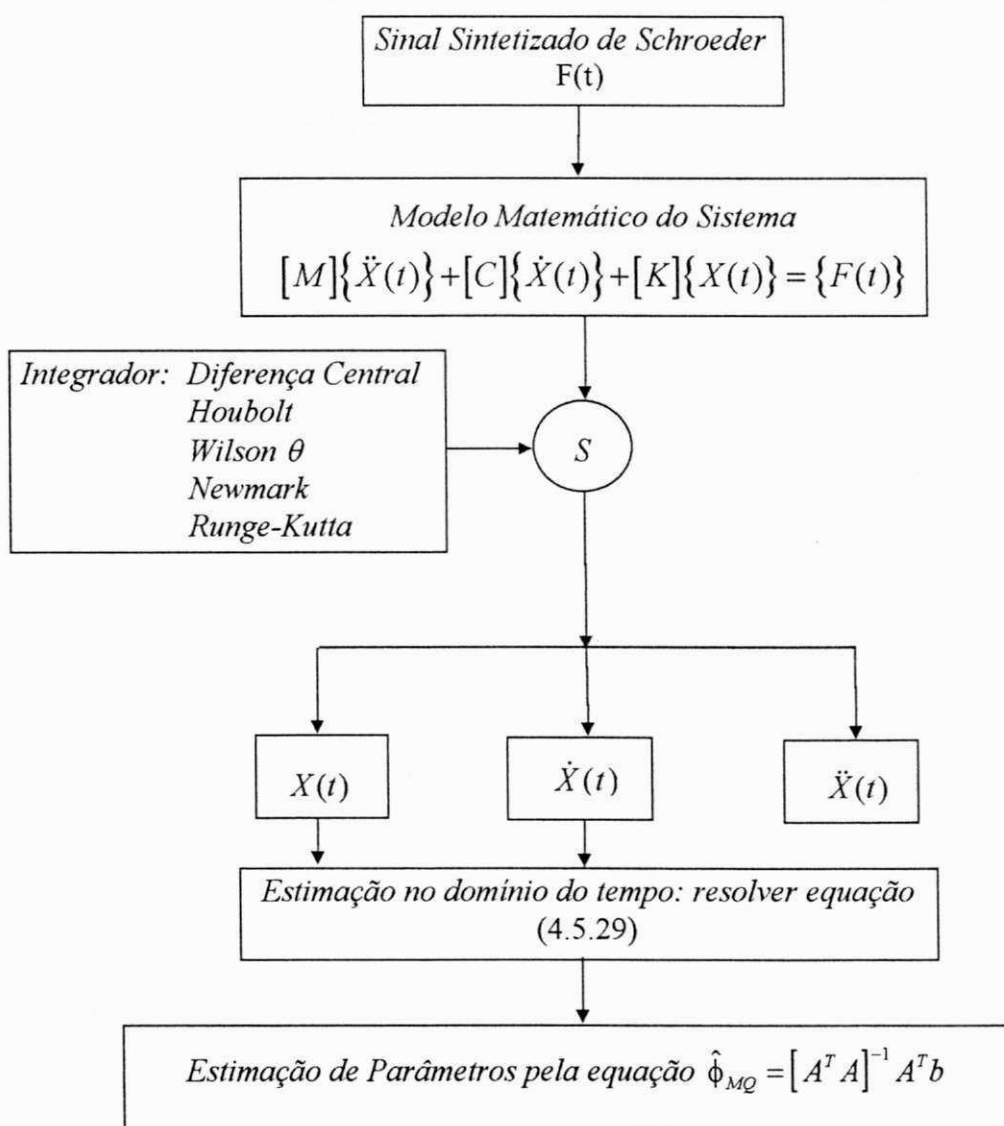 Sinal Sintetizado de Schroeder
F(t)
Modelo Matemático do Sistema
[M]{Ẍ(t)}+[C]{Ẋ(t)}+[K]{X(t)}={F(t)}
Integrador: Diferença Central
Houbolt
Wilson θ
Newmark
Runge-Kutta
S
X(t)
Ẋ(t)
Ẍ(t)
Estimação no domínio do tempo: resolver equação
(4.5.29)
Estimação de Parâmetros pela equação ϕ̂_MQ = [A^T A]^-1 A^T b